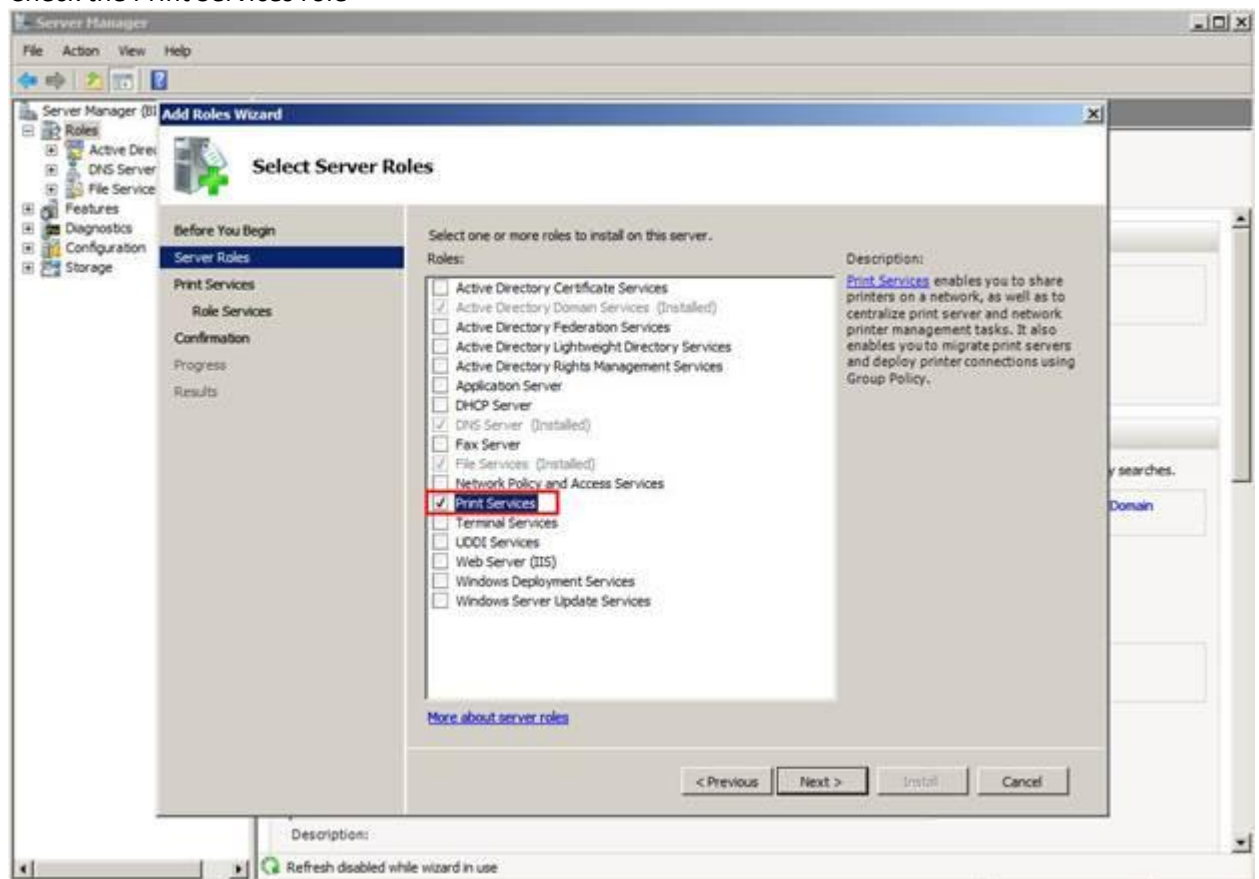 Check the Print Services role
Server Manager
File Action View Help
Server Manager (BI
Roles
Active Direc
DNS Server
File Service
Features
Diagnostics
Configuration
Storage
Add Roles Wizard
Select Server Roles
Before You Begin
Server Roles
Print Services
Role Services
Confirmation
Progress
Results
Select one or more roles to install on this server.
Roles:
Active Directory Certificate Services
Active Directory Domain Services (Installed)
Active Directory Federation Services
Active Directory Lightweight Directory Services
Active Directory Rights Management Services
Application Server
DHCP Server
DNS Server (Installed)
Fax Server
File Services (Installed)
Network Policy and Access Services
Print Services
Terminal Services
UDDI Services
Web Server (IIS)
Windows Deployment Services
Windows Server Update Services
More about server roles
Description:
Print Services enables you to share
printers on a network, as well as to
centralize print server and network
printer management tasks. It also
enables you to migrate print servers
and deploy printer connections using
Group Policy.
y searches.
Domain
< Previous Next > Install Cancel
Description:
Refresh disabled while wizard in use